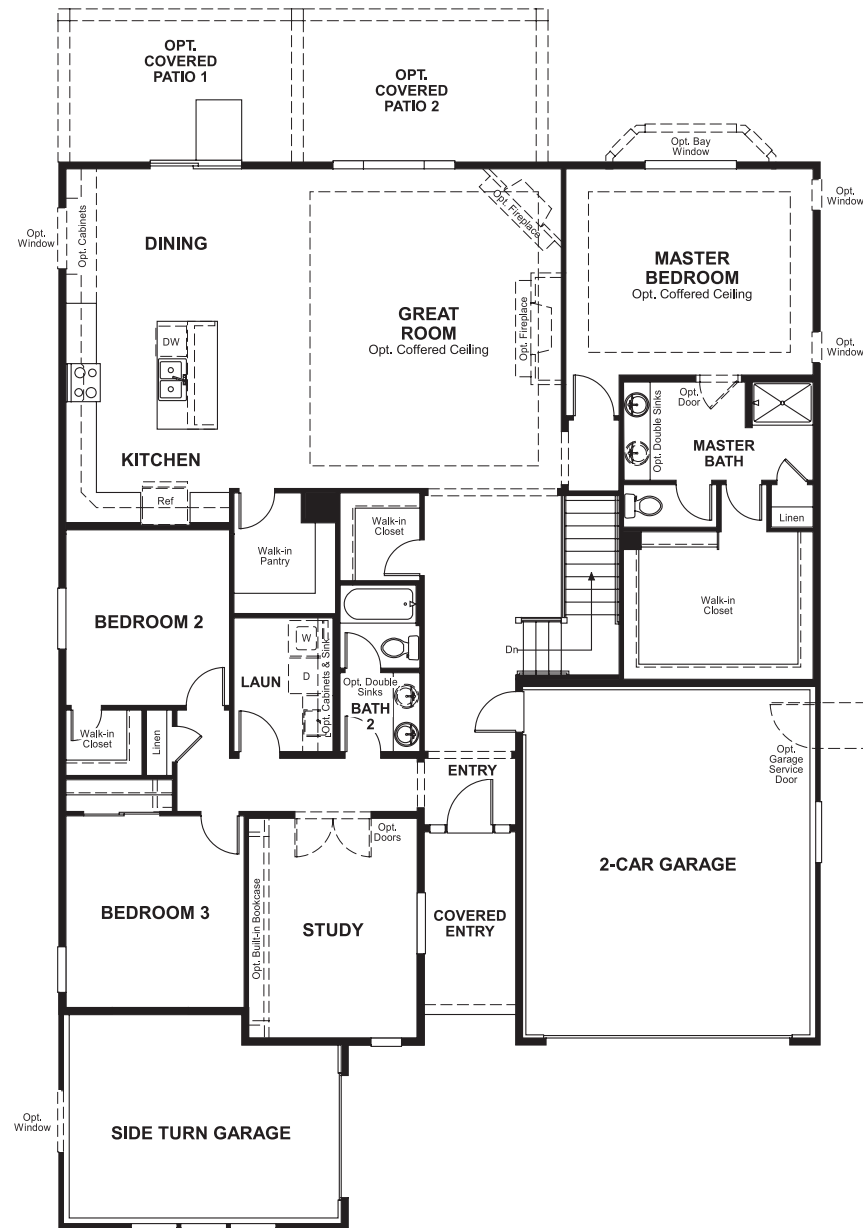 OPT.
COVERED
PATIO 1
OPT.
COVERED
PATIO 2
Opt. Bay
Window
Opt.
Window
Opt. Cabinets
Opt.
Window
DINING
Opt. Fireplace
MASTER
BEDROOM
Opt. Coffered Ceiling
GREAT
ROOM
Opt. Coffered Ceiling
Opt. Fireplace
Opt.
Window
DW
Opt.
Door
Opt. Double Sinks
MASTER
BATH
KITCHEN
Ref
Linen
Walk-in
Closet
Walk-in
Pantry
Walk-in
Closet
BEDROOM 2
W
D
LAUN
Opt. Cabinets & Sink
Dn
Opt. Double
Sinks
BATH
2
Walk-in
Closet
Linen
ENTRY
Opt.
Garage
Service
Door
Opt.
Doors
2-CAR GARAGE
BEDROOM 3
Opt. Built-in Bookcase
STUDY
COVERED
ENTRY
Opt.
Window
SIDE TURN GARAGE